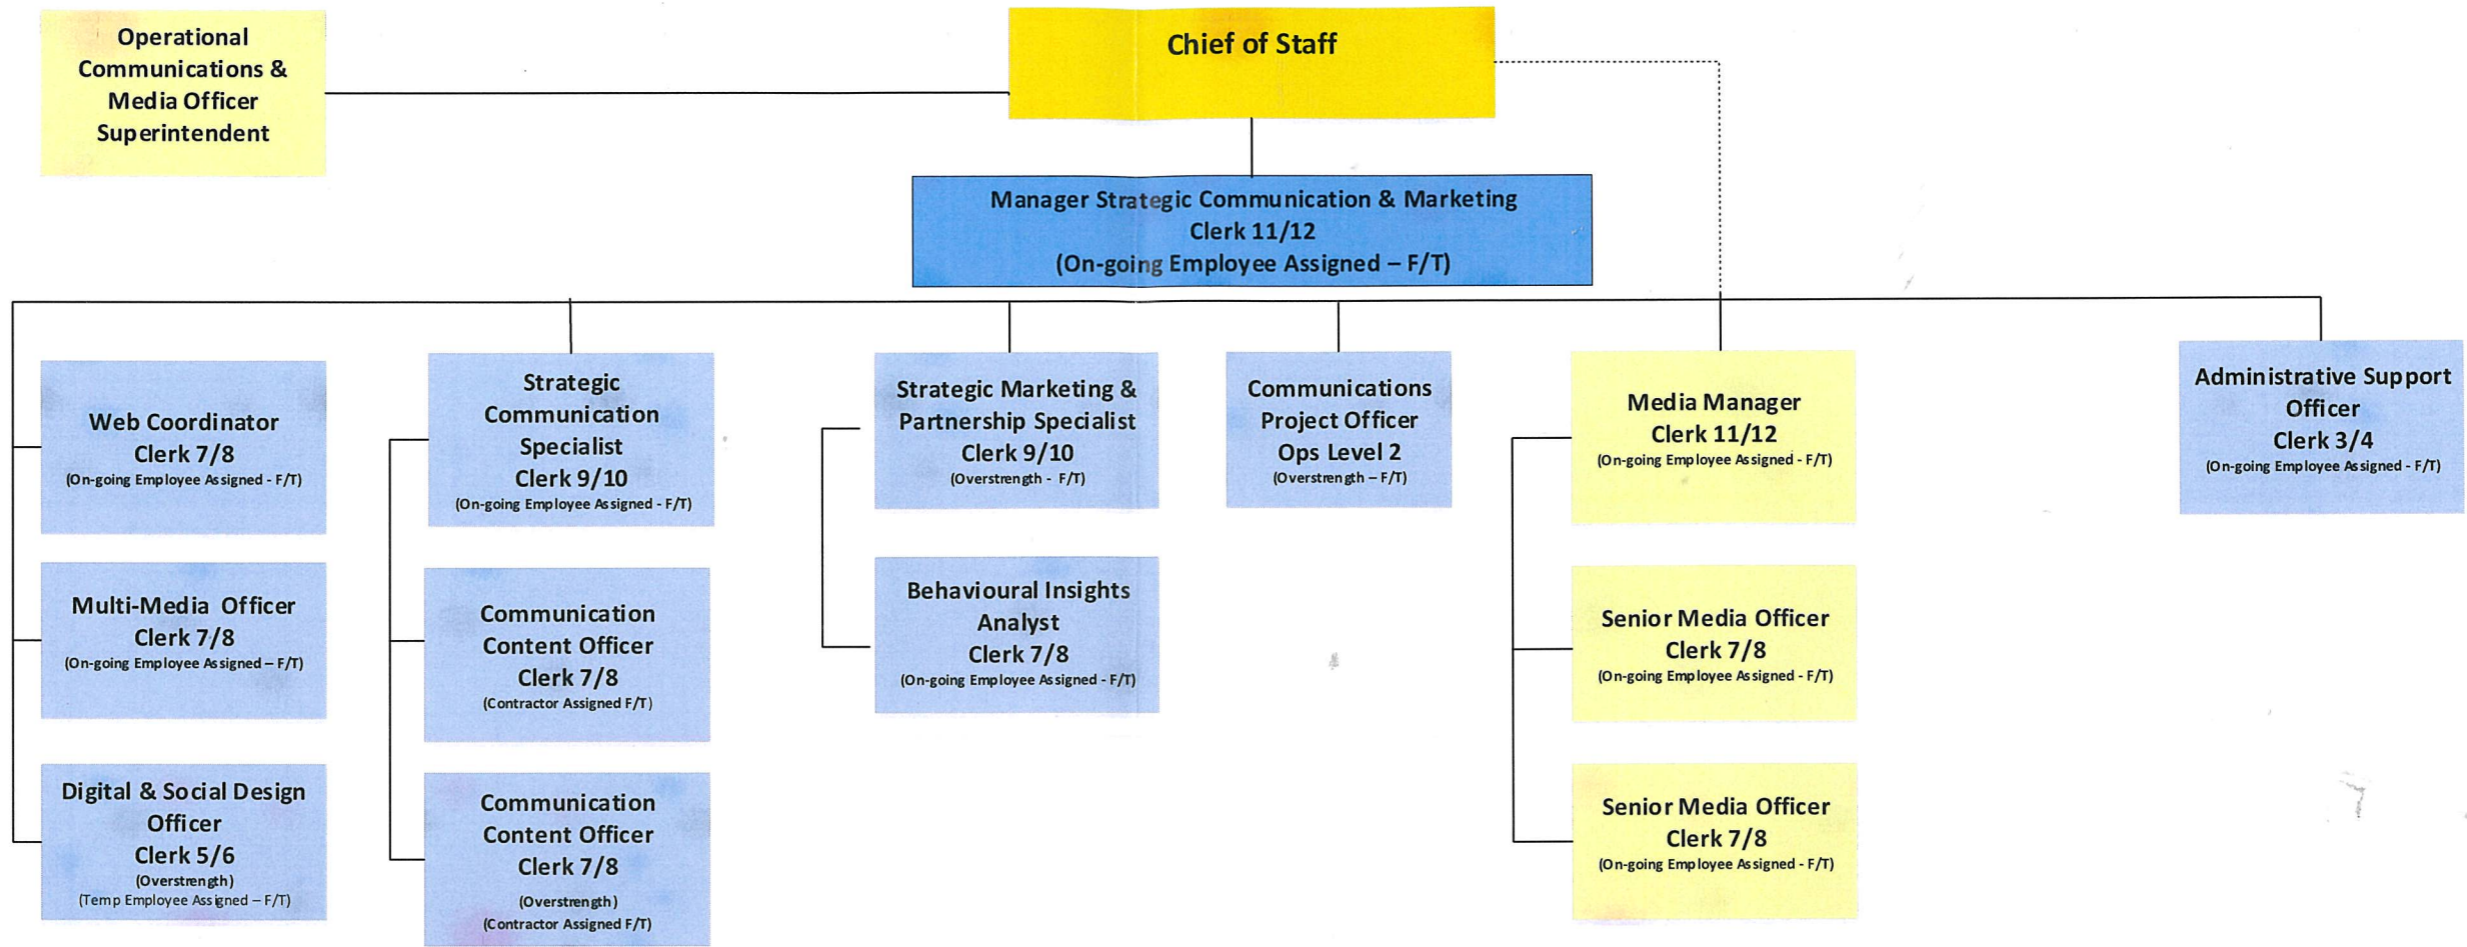 Operational
Communications &
Media Officer
Superintendent
Chief of Staff
Manager Strategic Communication & Marketing
Clerk 11/12
(On-going Employee Assigned – F/T)
Web Coordinator
Clerk 7/8
(On-going Employee Assigned - F/T)
Multi-Media Officer
Clerk 7/8
(On-going Employee Assigned – F/T)
Digital & Social Design
Officer
Clerk 5/6
(Overstrength)
(Temp Employee Assigned – F/T)
Strategic
Communication
Specialist
Clerk 9/10
(On-going Employee Assigned - F/T)
Communication
Content Officer
Clerk 7/8
(Contractor Assigned F/T)
Communication
Content Officer
Clerk 7/8
(Overstrength)
(Contractor Assigned F/T)
Strategic Marketing &
Partnership Specialist
Clerk 9/10
(Overstrength - F/T)
Behavioural Insights
Analyst
Clerk 7/8
(On-going Employee Assigned - F/T)
Communications
Project Officer
Ops Level 2
(Overstrength – F/T)
Media Manager
Clerk 11/12
(On-going Employee Assigned - F/T)
Senior Media Officer
Clerk 7/8
(On-going Employee Assigned - F/T)
Senior Media Officer
Clerk 7/8
(On-going Employee Assigned - F/T)
Administrative Support
Officer
Clerk 3/4
(On-going Employee Assigned - F/T)